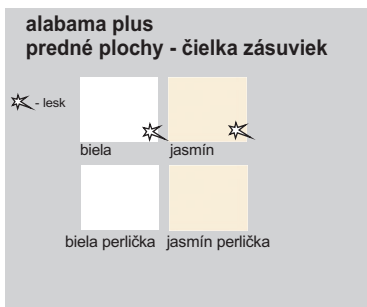 alabama plus
predné plochy - čielka zásuviek
- lesk
biela jasmín
biela perlička jasmín perlička